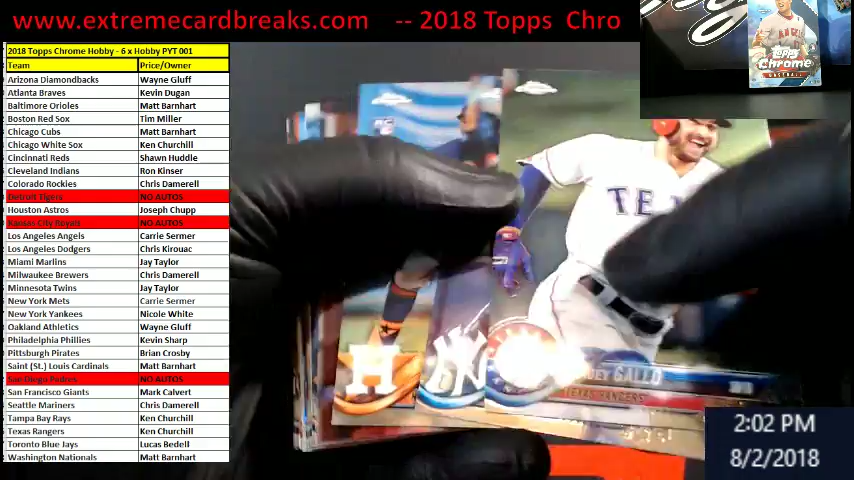 www.extremecardbreaks.com -- 2018 Topps Chro
2018 Topps Chrome Hobby - 6 x Hobby PYT 001
Team Price/Owner
Arizona Diamondbacks Wayne Gluff
Atlanta Braves Kevin Dugan
Baltimore Orioles Matt Barnhart
Boston Red Sox Tim Miller
Chicago Cubs Matt Barnhart
Chicago White Sox Ken Churchill
Cincinnati Reds Shawn Huddle
Cleveland Indians Ron Kinser
Colorado Rockies Chris Damerell
Detroit Tigers NO AUTOS
Houston Astros Joseph Chupp
Kansas City Royals NO AUTOS
Los Angeles Angels Carrie Sermer
Los Angeles Dodgers Chris Kirouac
Miami Marlins Jay Taylor
Milwaukee Brewers Chris Damerell
Minnesota Twins Jay Taylor
New York Mets Carrie Sermer
New York Yankees Nicole White
Oakland Athletics Wayne Gluff
Philadelphia Phillies Kevin Sharp
Pittsburgh Pirates Brian Crosby
Saint (St.) Louis Cardinals Matt Barnhart
San Diego Padres NO AUTOS
San Francisco Giants Mark Calvert
Seattle Mariners Chris Damerell
Tampa Bay Rays Ken Churchill
Texas Rangers Ken Churchill
Toronto Blue Jays Lucas Bedell
Washington Nationals Matt Barnhart
ANGELS
Topps
Chrome
BASEBALL
TE
H
NY
GALLO
TEXAS RANGERS
2:02 PM
8/2/2018